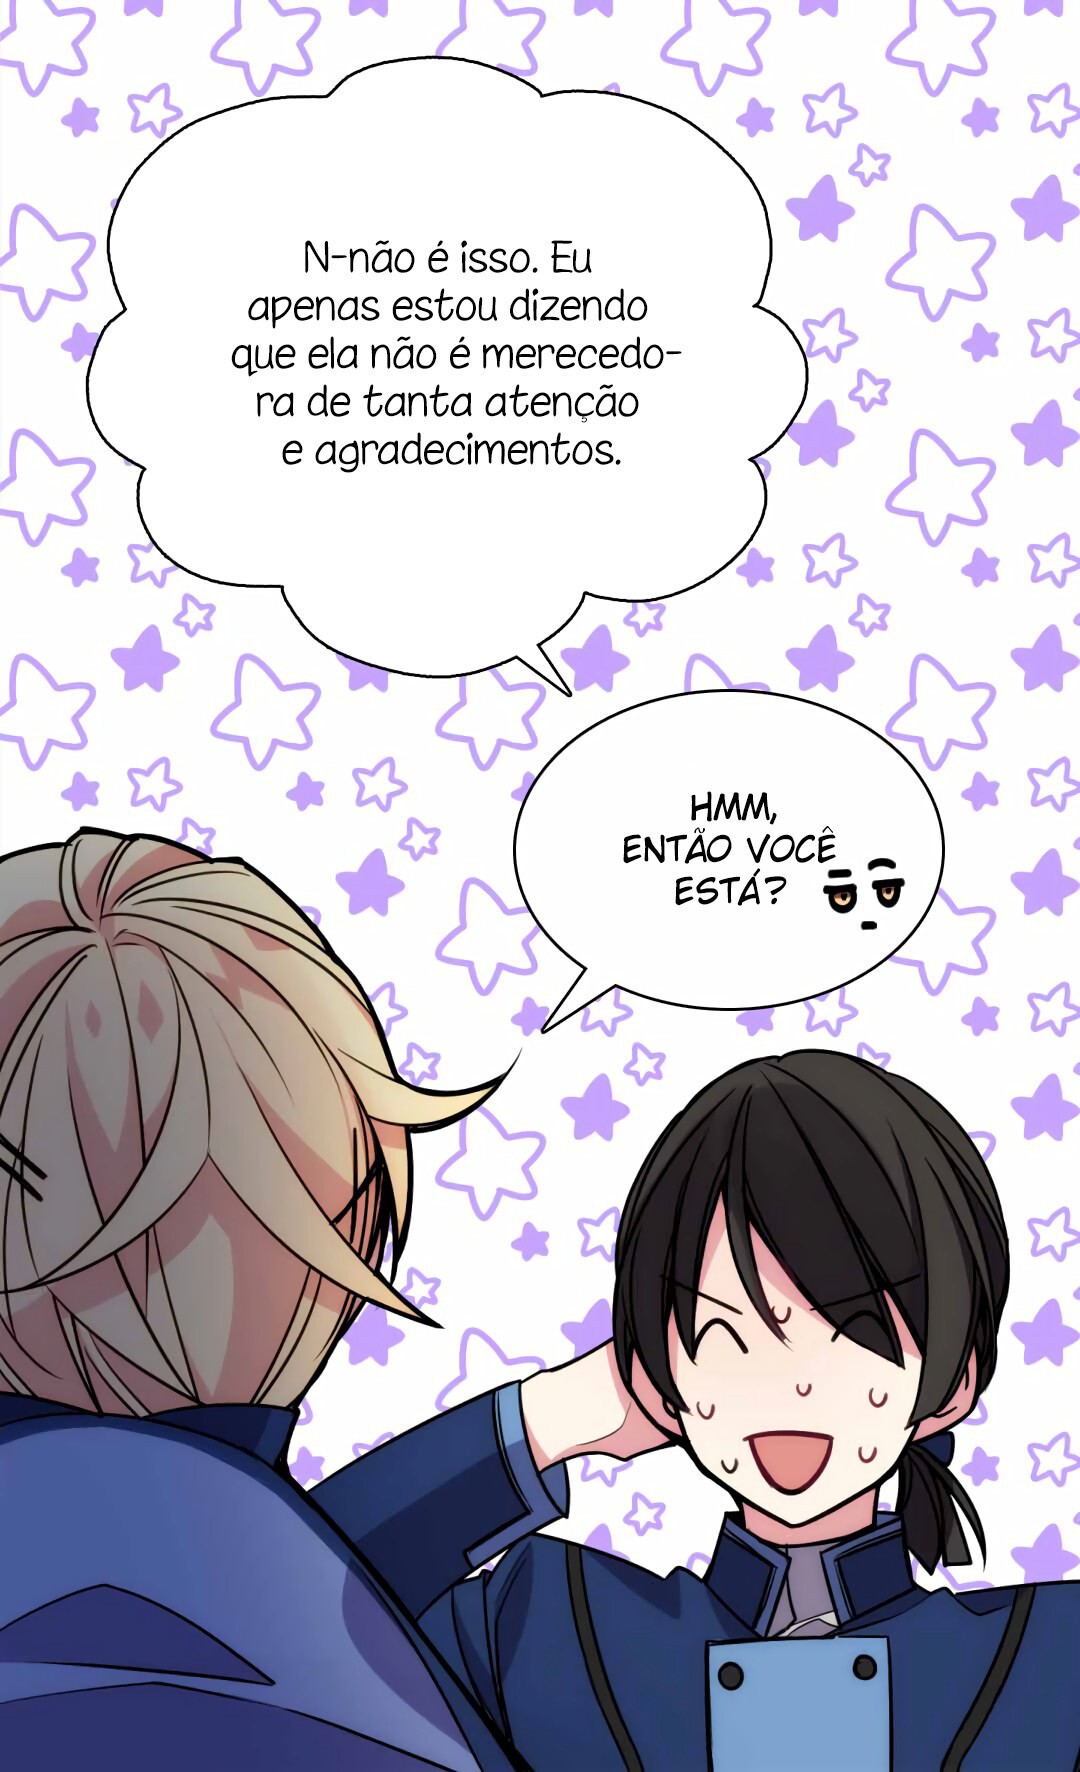 N-não é isso. Eu
apenas estou dizendo
que ela não é merecedo-
ra de tanta atenção
e agradecimentos.
HMM,
ENTÃO VOCÊ
ESTÁ?